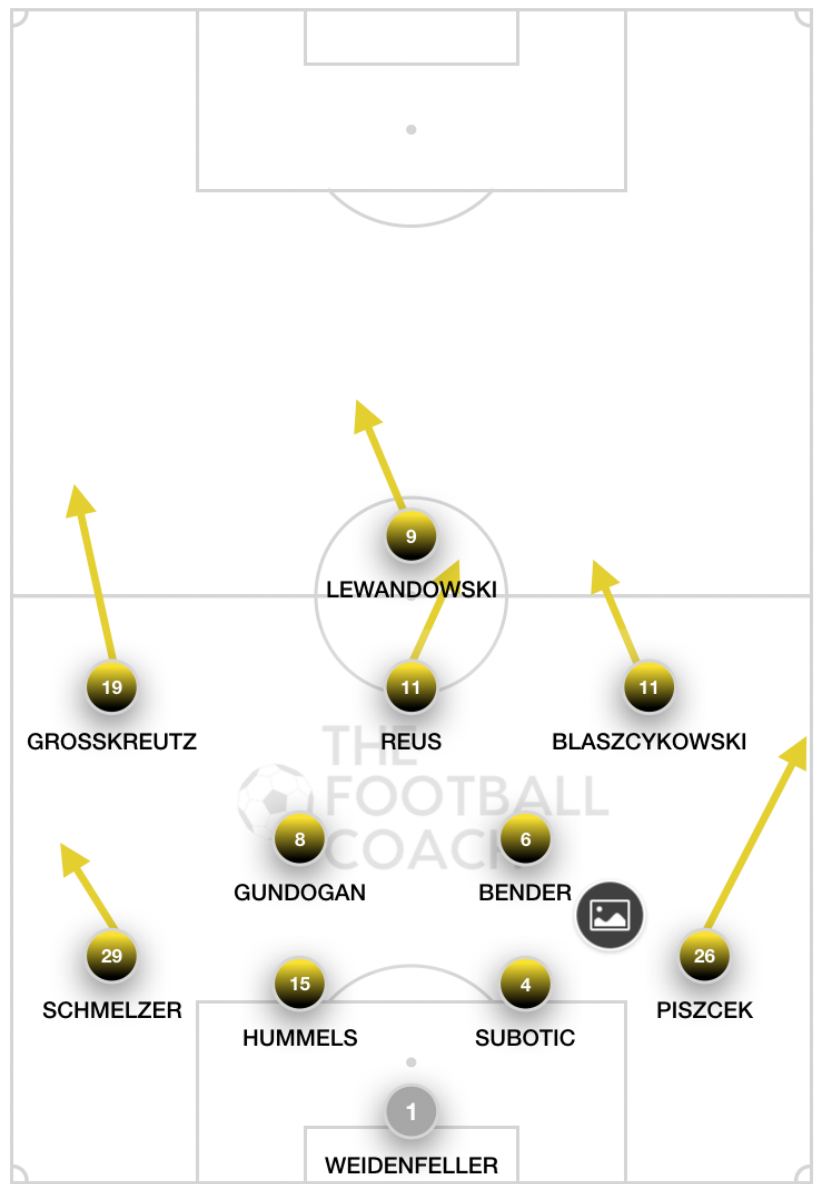 9
LEWANDOWSKI
19
11
11
GROSSKREUTZ
REUS
BLASZCYKOWSKI
THE
FOOTBALL
COACH
8
6
GUNDOGAN
BENDER
29
26
15
4
SCHMELZER
PISZCEK
HUMMELS
SUBOTIC
1
WEIDENFELLER